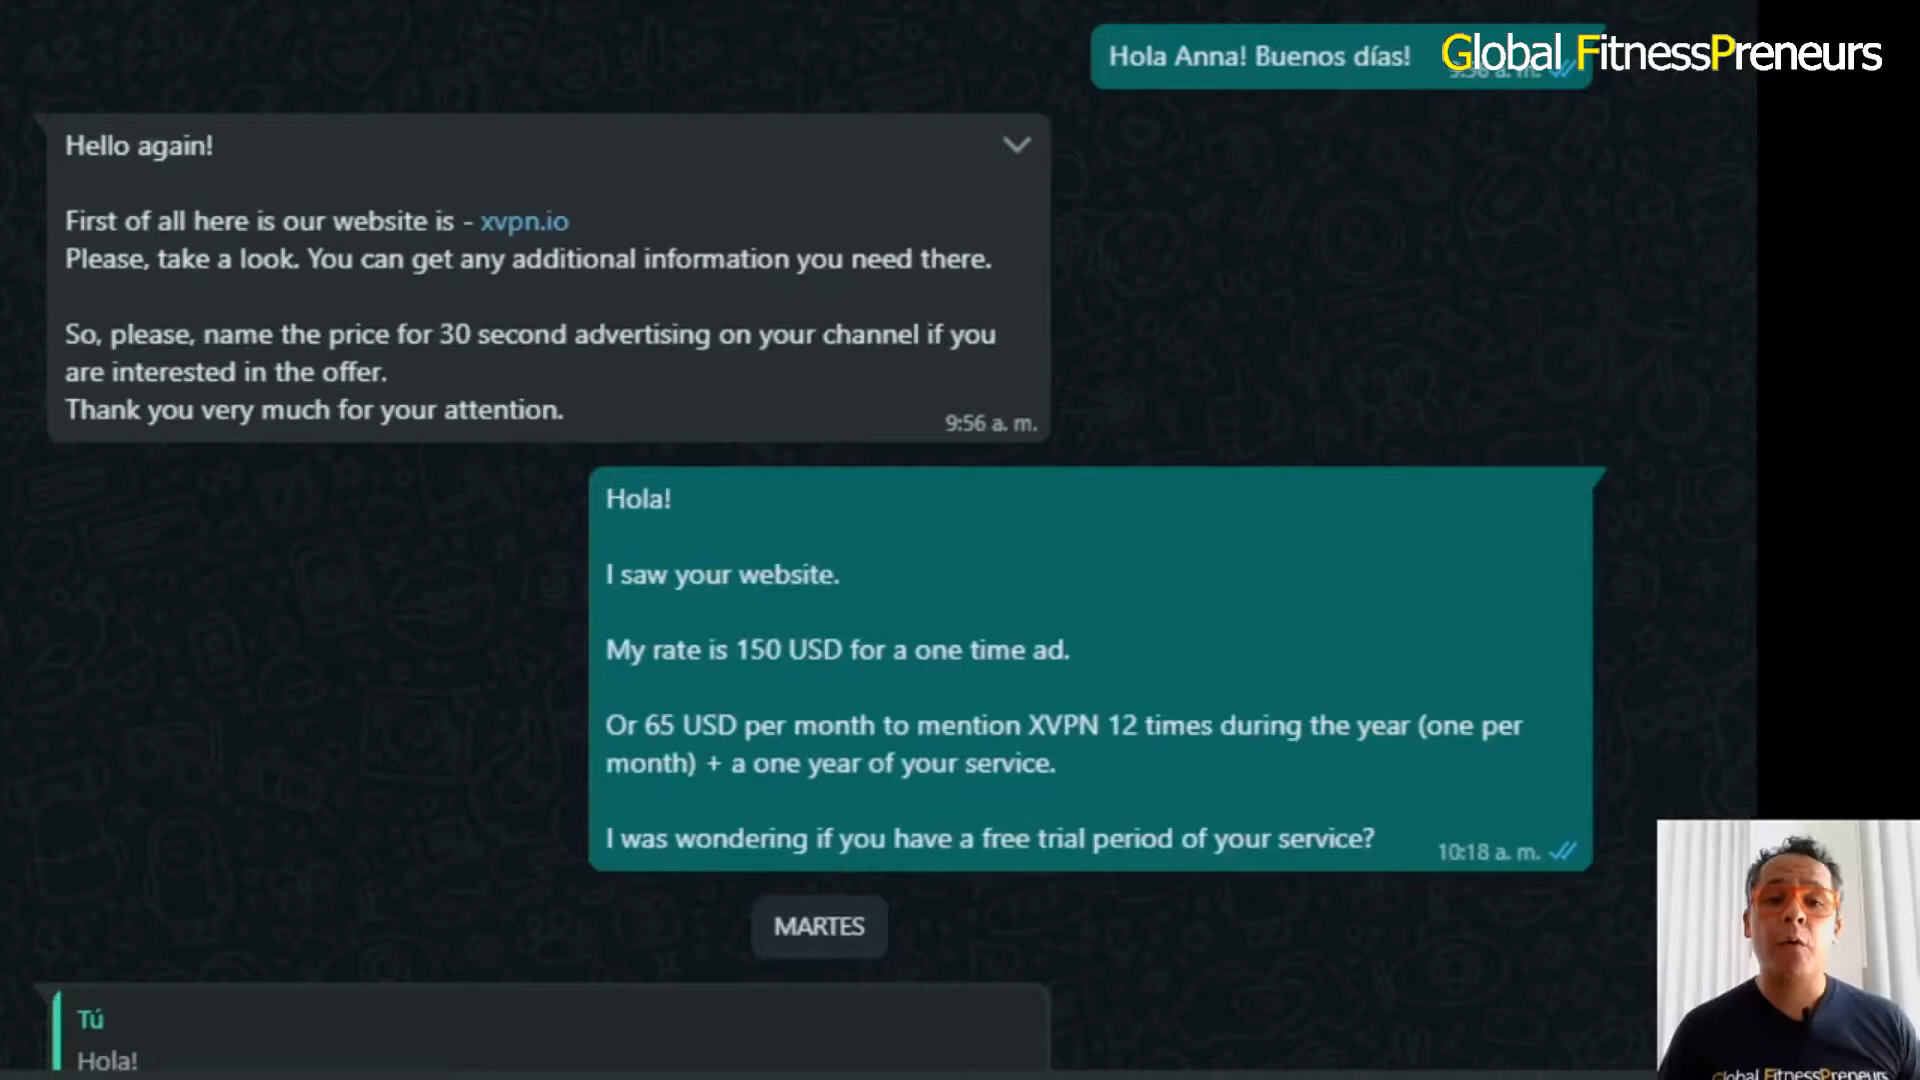 Hola Anna! Buenos días!
Global FitnessPreneurs
Hello again!
First of all here is our website is - xvpn.io
Please, take a look. You can get any additional information you need there.
So, please, name the price for 30 second advertising on your channel if you
are interested in the offer.
Thank you very much for your attention.
9:56 a. m.
Hola!
I saw your website.
My rate is 150 USD for a one time ad.
Or 65 USD per month to mention XVPN 12 times during the year (one per
month) + a one year of your service.
I was wondering if you have a free trial period of your service?
10:18 a. m.
MARTES
Tú
Hola!
Global FitnessPreneurs